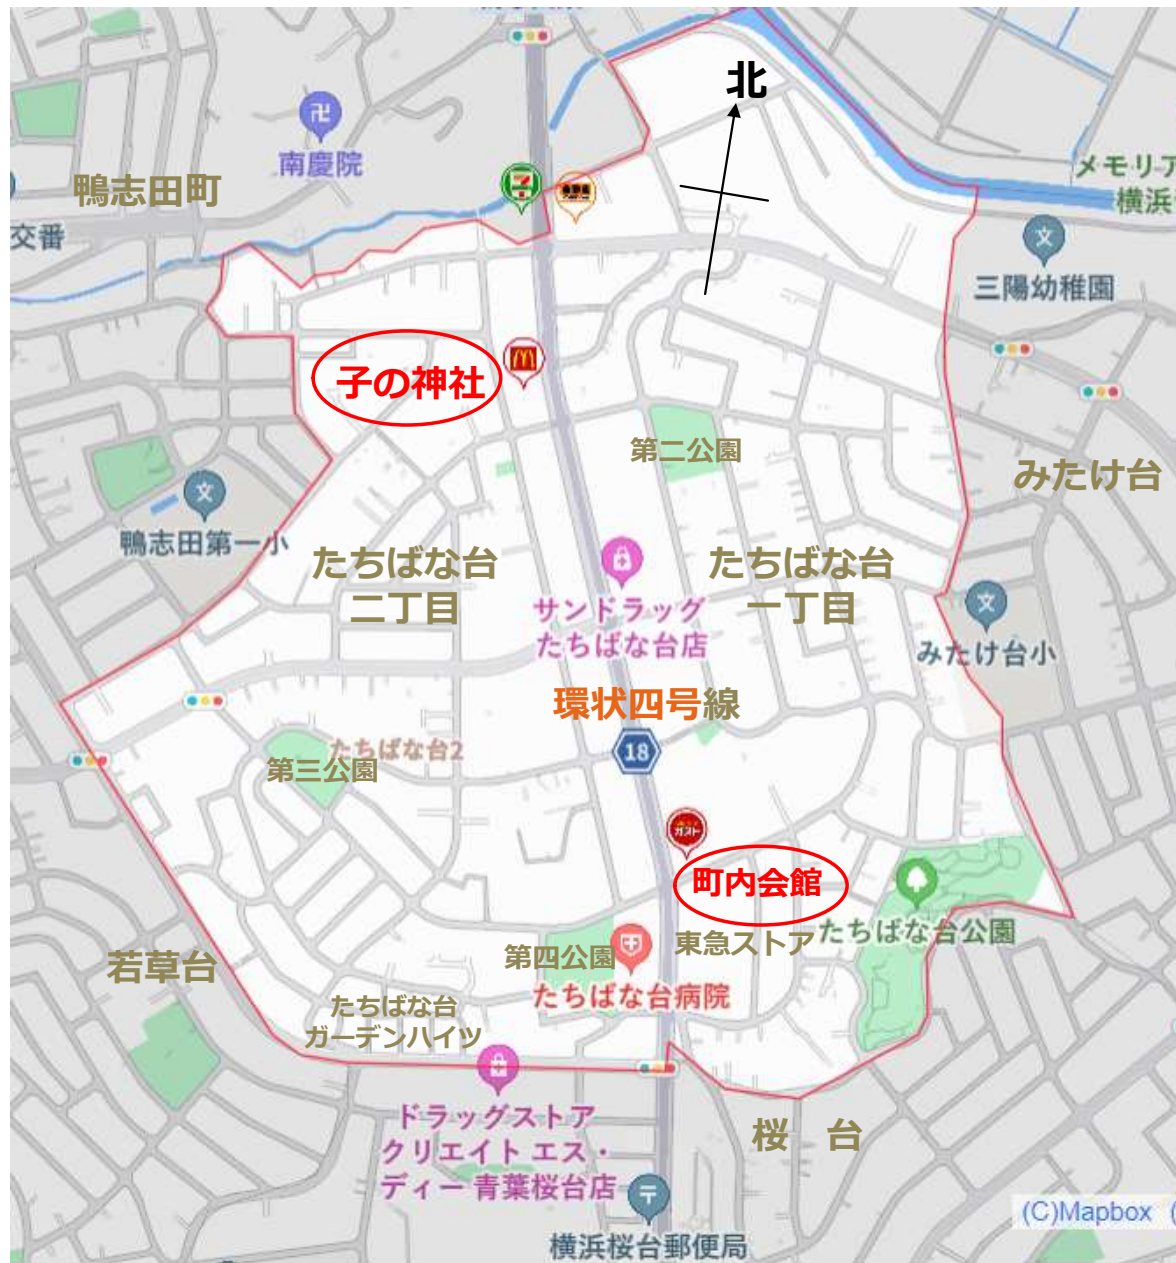 北
南慶院
鴨志田町
交番
メモリア
横浜
文
三陽幼稚園
子の神社
第二公園
みたけ台
文
鴨志田第一小
たちばな台
二丁目
たちばな台
一丁目
サンドラッグ
たちばな台店
文
みたけ台小
環状四号線
18
たちばな台2
第三公園
ガスト
町内会館
東急ストア
たちばな台公園
第四公園
たちばな台病院
若草台
たちばな台
ガーデンハイツ
ドラッグストア
クリエイト エス・
ディー 青葉桜台店
桜 台
横浜桜台郵便局
(C)Mapbox (